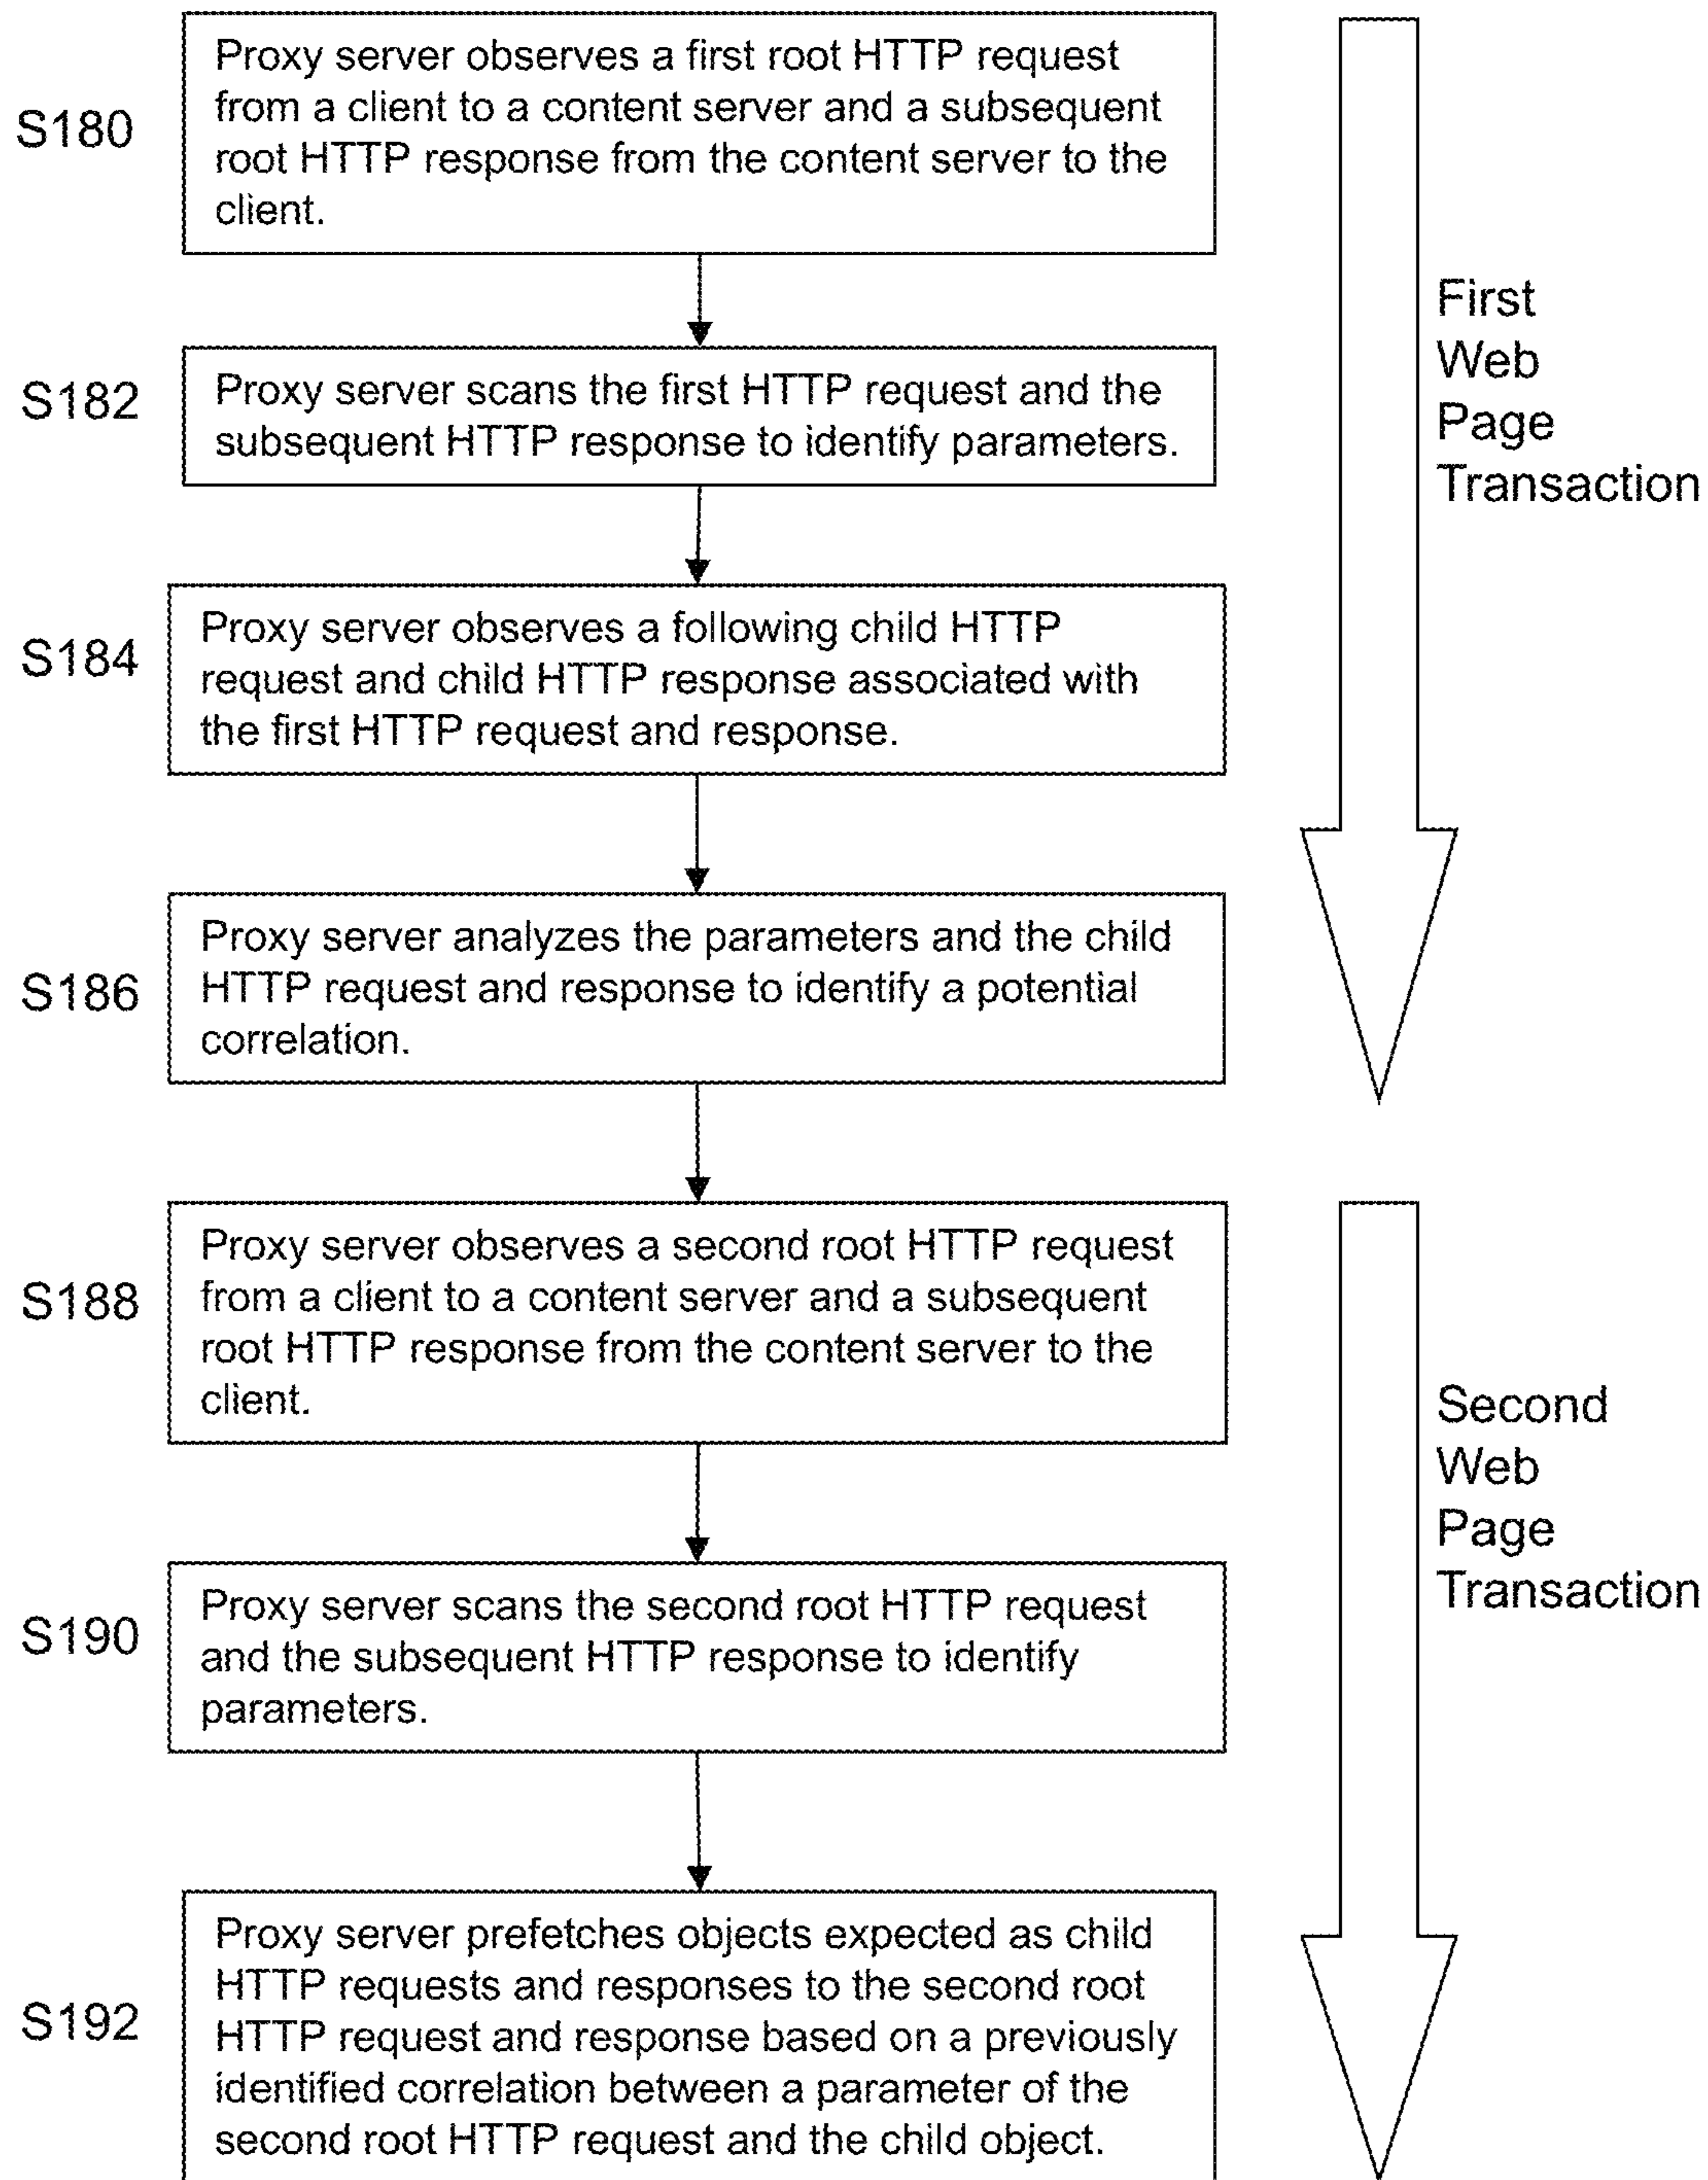 S180
Proxy server observes a first root HTTP request
from a client to a content server and a subsequent
root HTTP response from the content server to the
client.
S182
Proxy server scans the first HTTP request and the
subsequent HTTP response to identify parameters.
S184
Proxy server observes a following child HTTP
request and child HTTP response associated with
the first HTTP request and response.
S186
Proxy server analyzes the parameters and the child
HTTP request and response to identify a potential
correlation.
First
Web
Page
Transaction
S188
Proxy server observes a second root HTTP request
from a client to a content server and a subsequent
root HTTP response from the content server to the
client.
S190
Proxy server scans the second root HTTP request
and the subsequent HTTP response to identify
parameters.
S192
Proxy server prefetches objects expected as child
HTTP requests and responses to the second root
HTTP request and response based on a previously
identified correlation between a parameter of the
second root HTTP request and the child object.
Second
Web
Page
Transaction